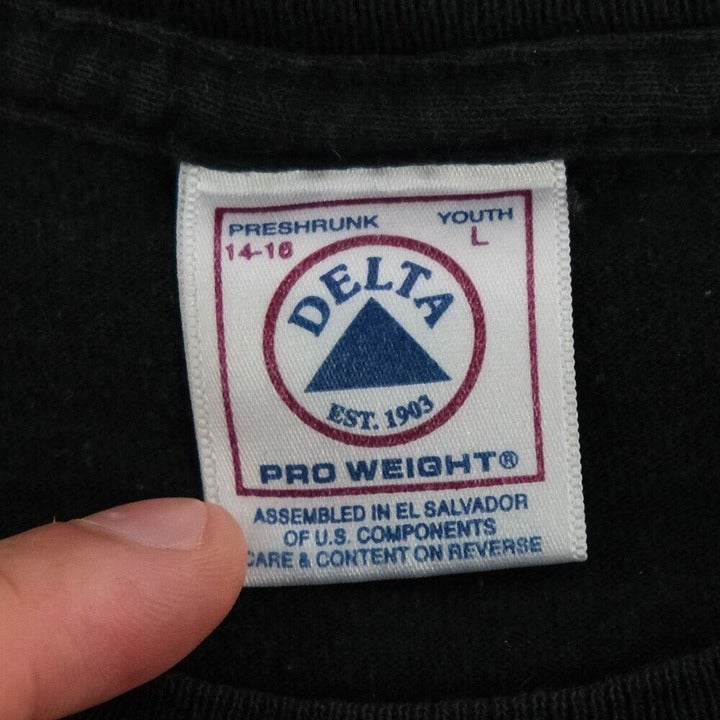 PRESHRUNK YOUTH
14-16 L
DELTA
EST. 1903
PRO WEIGHT®
ASSEMBLED IN EL SALVADOR
OF U.S. COMPONENTS
CARE & CONTENT ON REVERSE